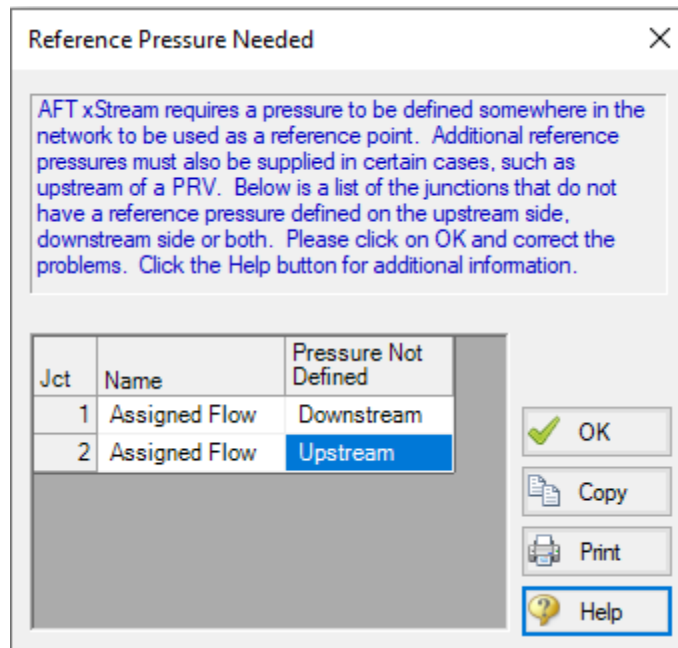 Reference Pressure Needed
AFT xStream requires a pressure to be defined somewhere in the
network to be used as a reference point.  Additional reference
pressures must also be supplied in certain cases, such as
upstream of a PRV.  Below is a list of the junctions that do not
have a reference pressure defined on the upstream side,
downstream side or both.  Please click on OK and correct the
problems.  Click the Help button for additional information.
Jct Name Pressure Not
Defined
1 Assigned Flow Downstream
2 Assigned Flow Upstream
OK
Copy
Print
Help